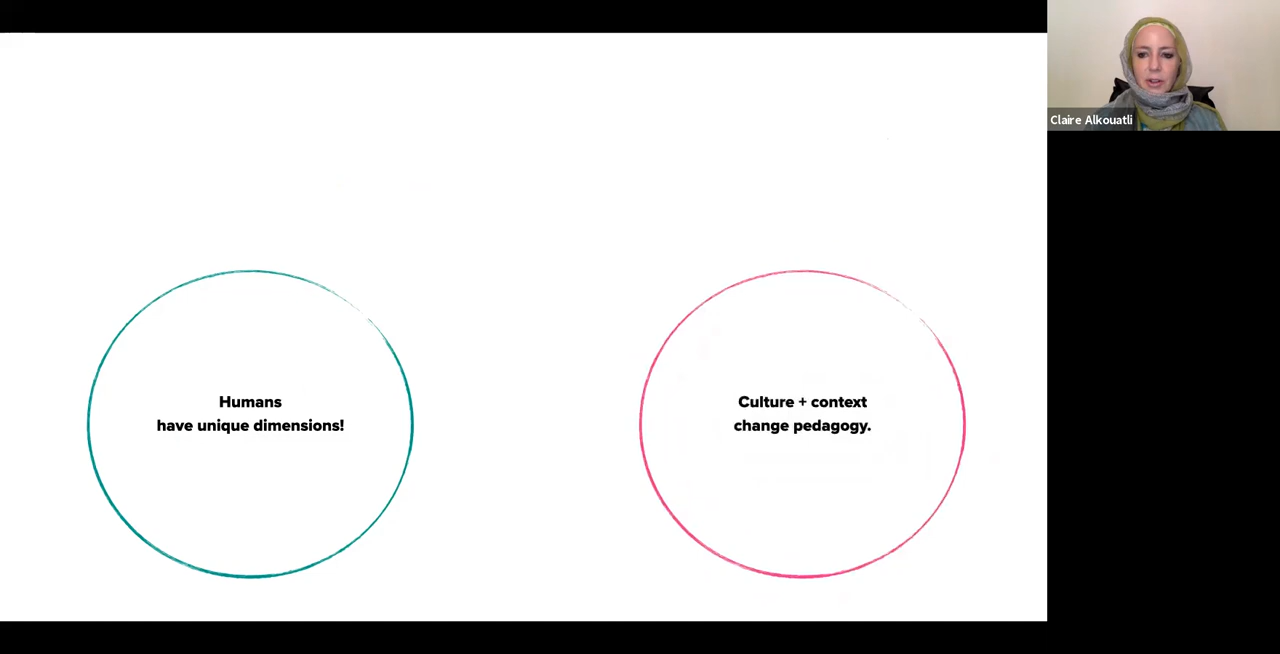 Claire Alkouatli
Humans
have unique dimensions!
Culture + context
change pedagogy.